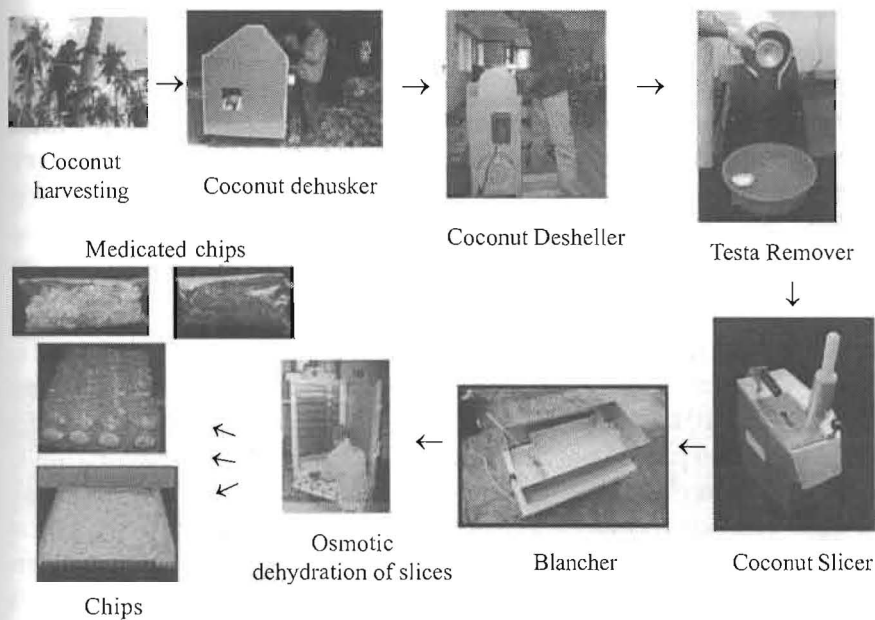 Coconut
harvesting
Coconut dehusker
Coconut Desheller
Testa Remover
Coconut Slicer
Blancher
Osmotic
dehydration of slices
Medicated chips
Chips